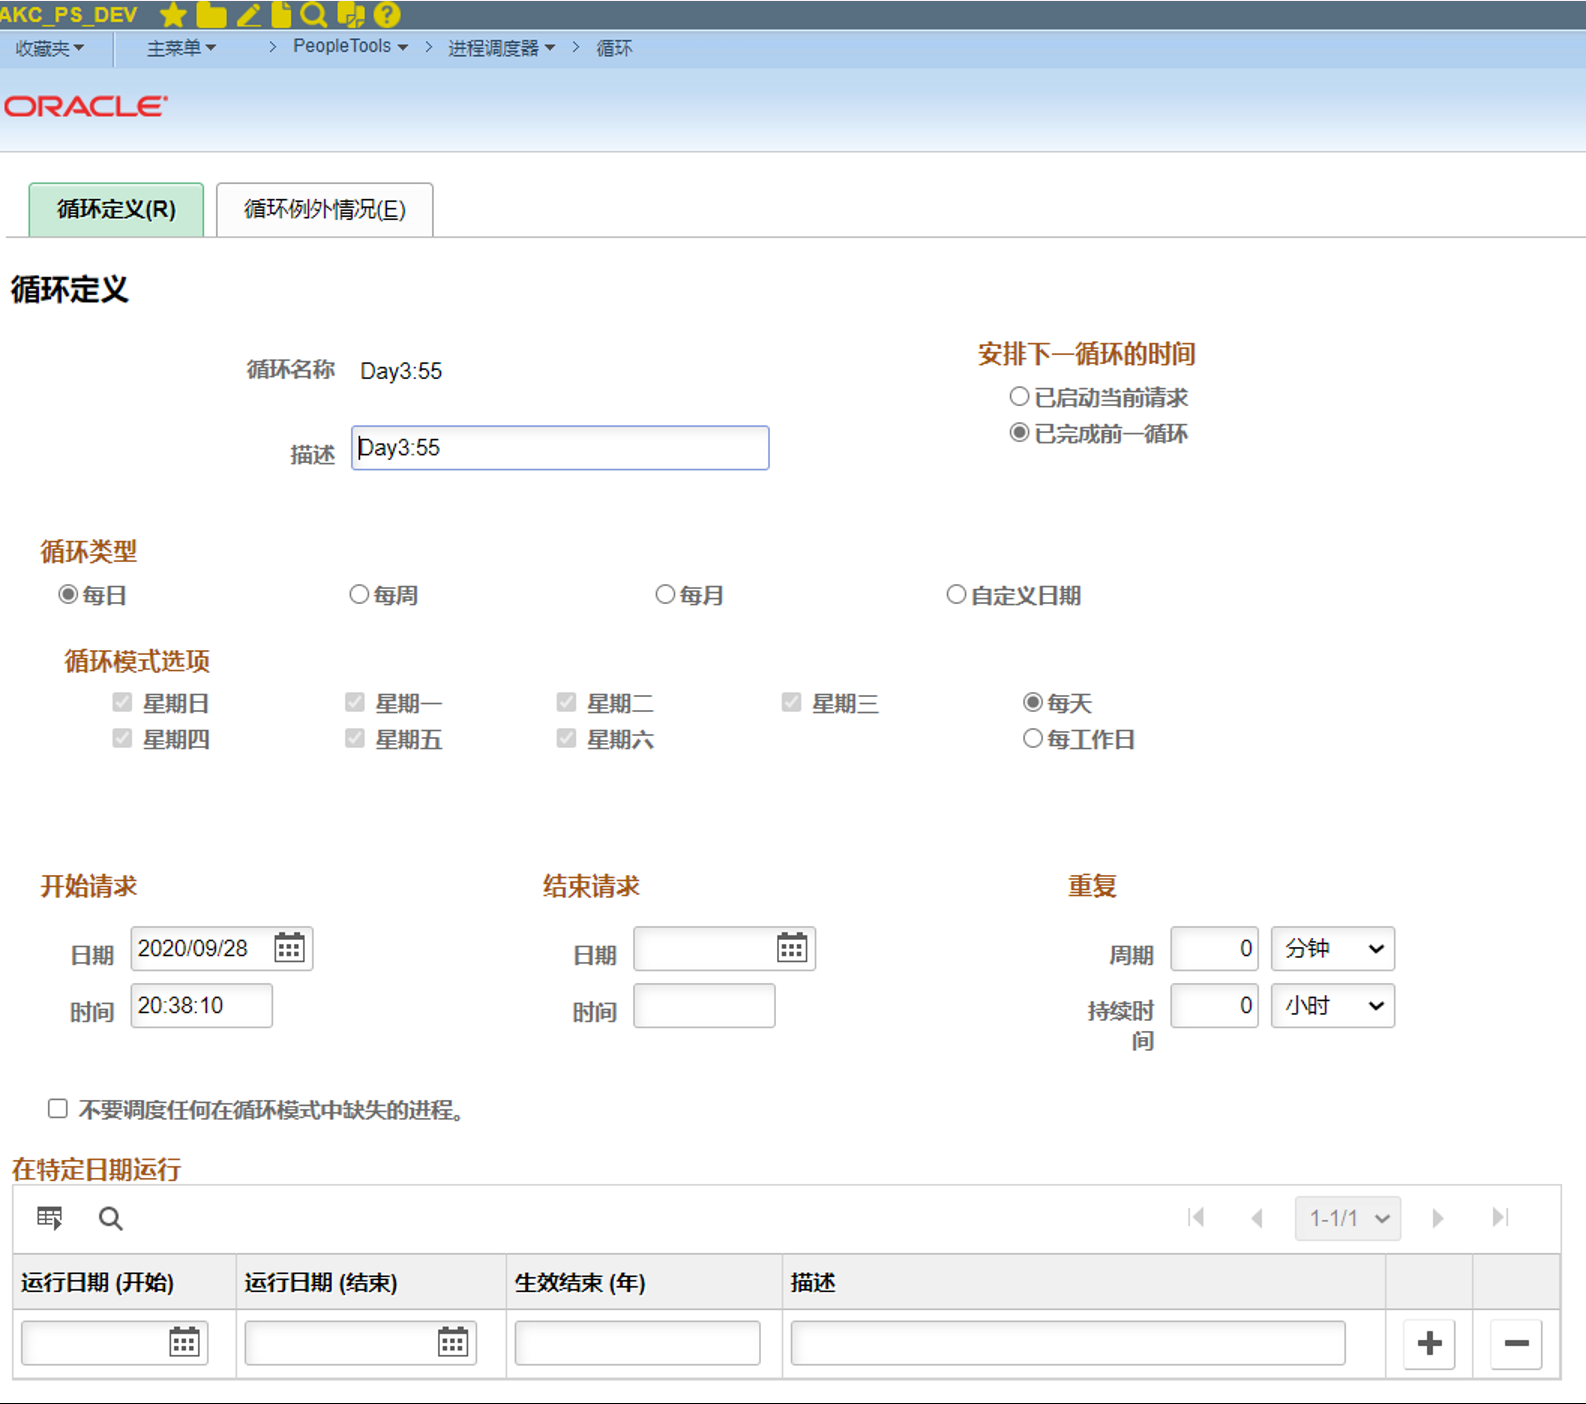 AKC_PS_DEV
收藏夹 主菜单 > PeopleTools > 进程调度器 > 循环
ORACLE
循环定义(R) 循环例外情况(E)
循环定义
循环名称 Day3:55
安排下一循环的时间
已启动当前请求
已完成前一循环
描述 Day3:55
循环类型
每日 每周 每月 自定义日期
循环模式选项
星期日 星期一 星期二 星期三 每天
星期四 星期五 星期六 每工作日
开始请求 结束请求 重复
日期 2020/09/28 日期 周期 0 分钟
时间 20:38:10 时间 持续时间 0 小时
不要调度任何在循环模式中缺失的进程。
在特定日期运行
1-1/1
运行日期 (开始) 运行日期 (结束) 生效结束 (年) 描述